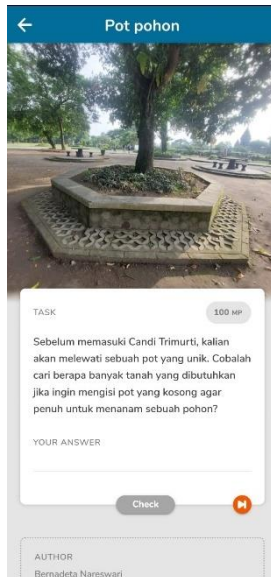 Pot pohon
TASK
100 MP
Sebelum memasuki Candi Trimurti, kalian
akan melewati sebuah pot yang unik. Cobalah
cari berapa banyak tanah yang dibutuhkan
jika ingin mengisi pot yang kosong agar
penuh untuk menanam sebuah pohon?
YOUR ANSWER
Check
AUTHOR
Bernadeta Nareswari